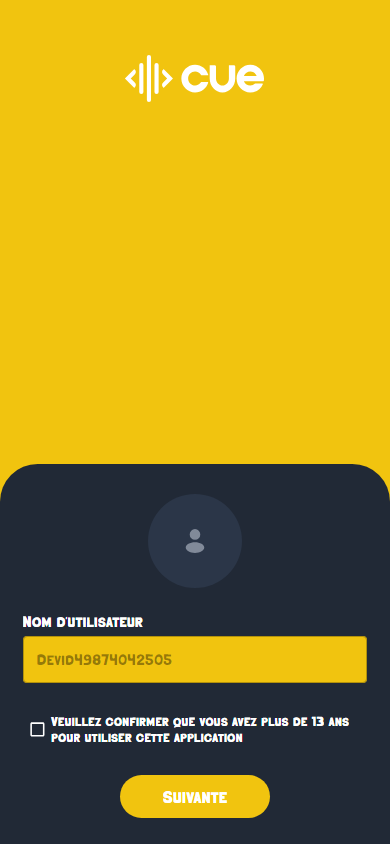 cue
Nom d'utilisateur
Devid49874042505
Veuillez confirmer que vous avez plus de 13 ans
pour utiliser cette application
Suivante